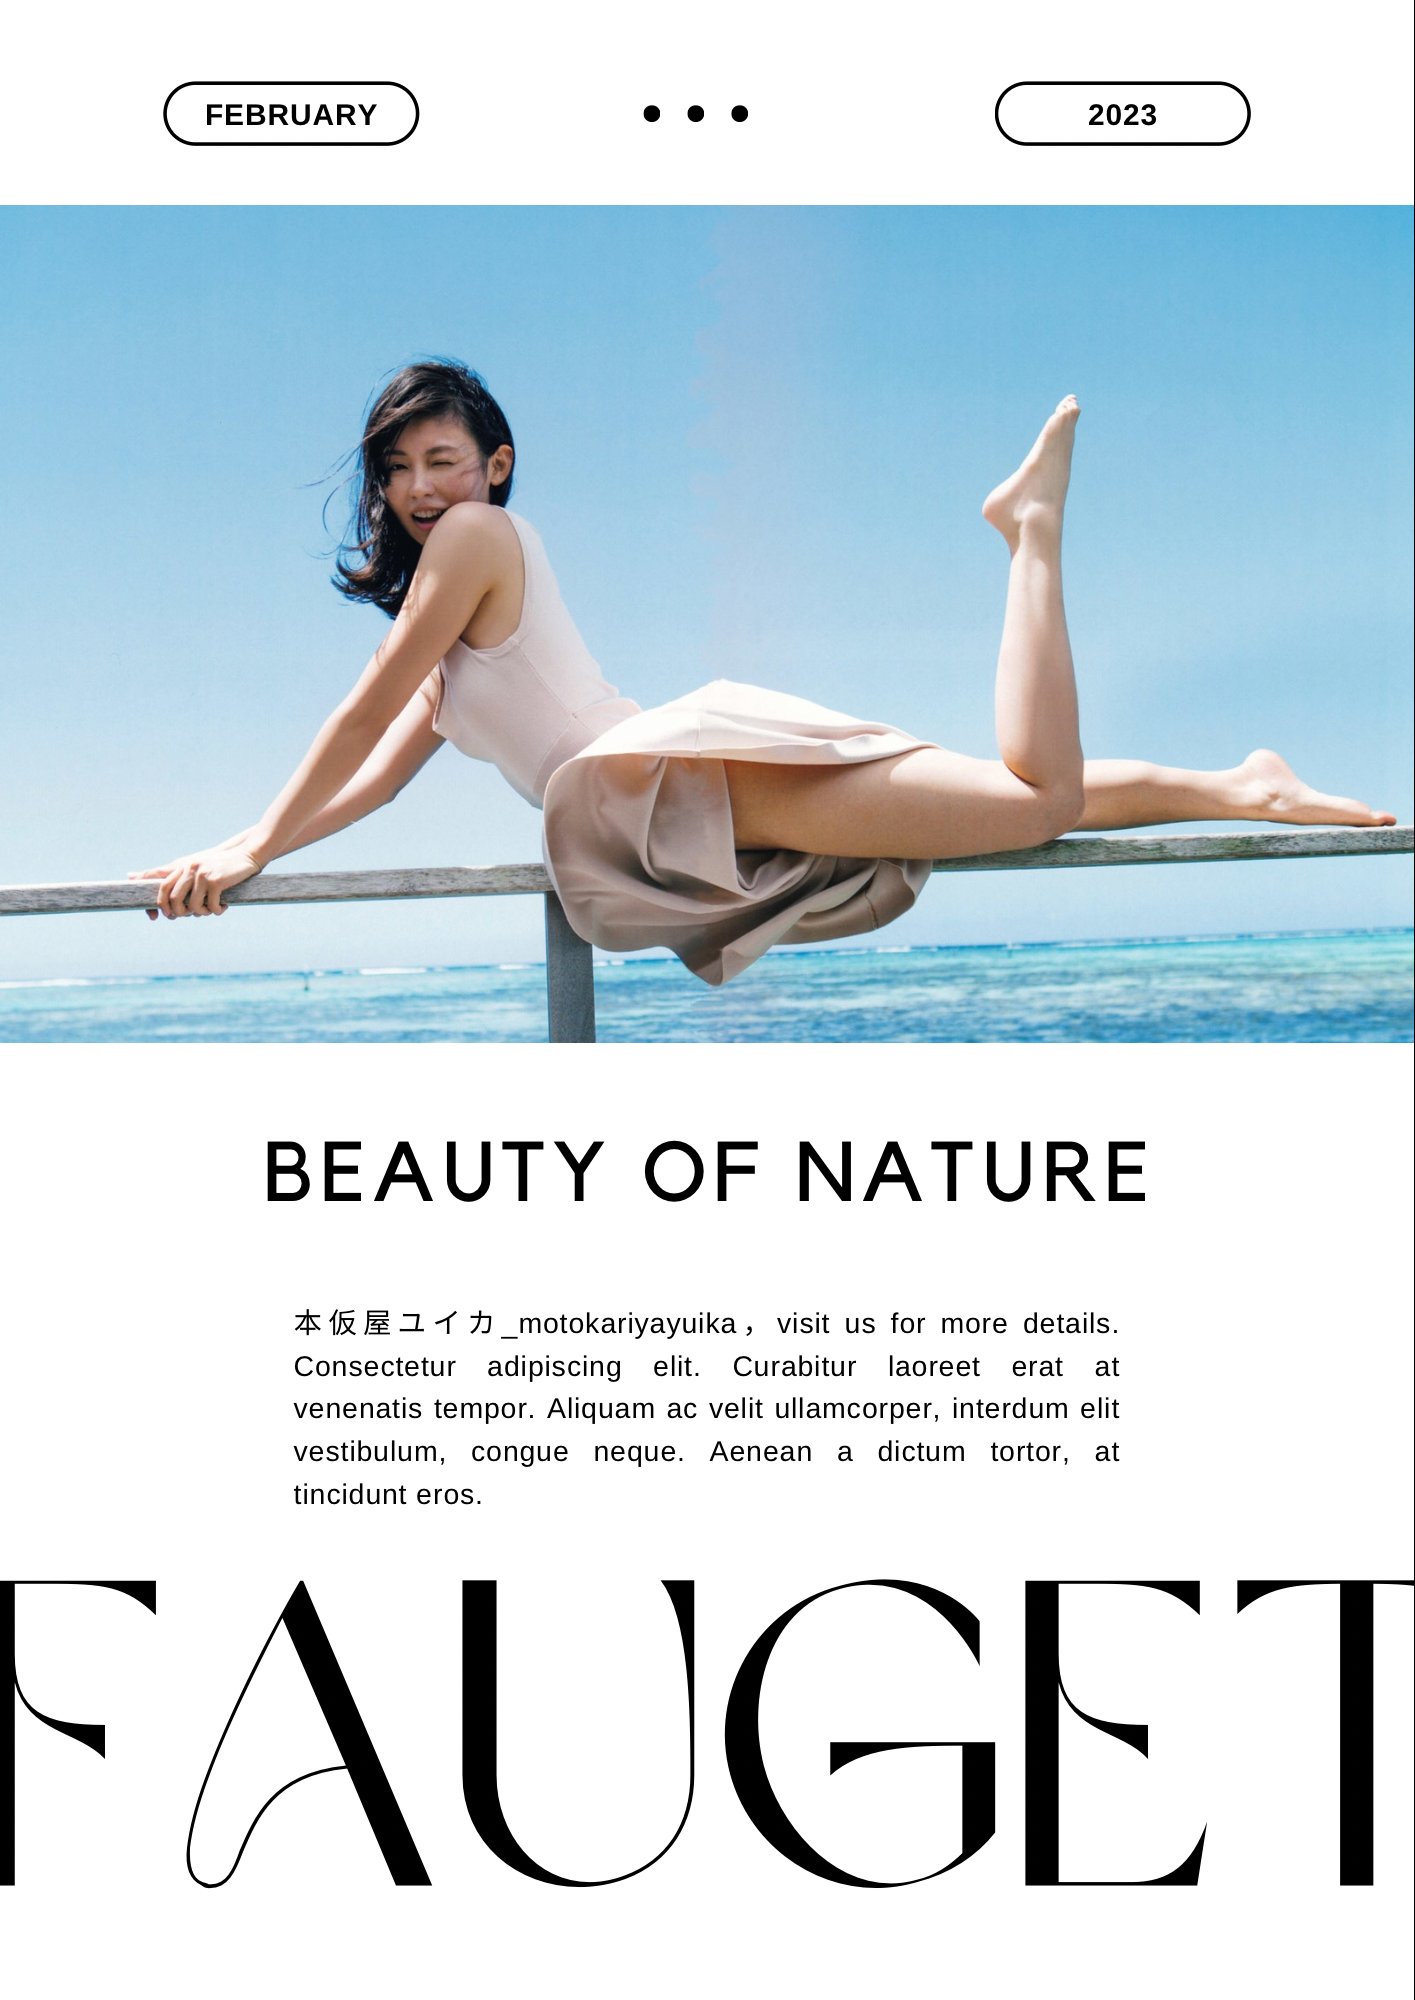 FEBRUARY
2023
BEAUTY OF NATURE
本仮屋ユイカ_motokariyayuika，visit us for more details.
Consectetur adipiscing elit. Curabitur laoreet erat at
venenatis tempor. Aliquam ac velit ullamcorper, interdum elit
vestibulum, congue neque. Aenean a dictum tortor, at
tincidunt eros.
FAUGET